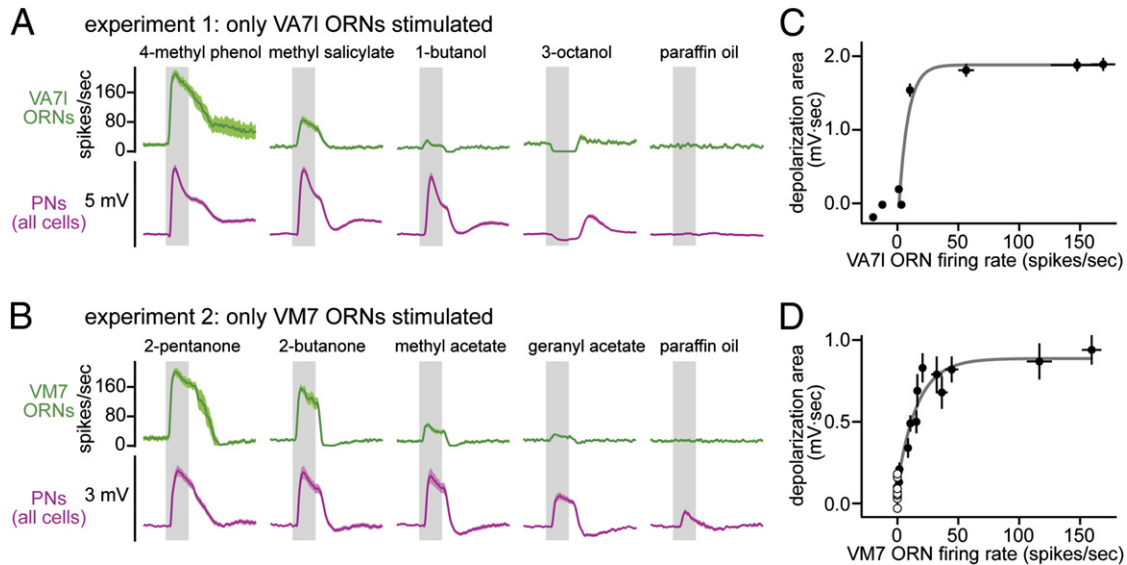 A experiment 1: only VA7l ORNs stimulated
4-methyl phenol methyl salicylate 1-butanol 3-octanol paraffin oil
VA7l
ORNs
spikes/sec
160
80
0
PNs
(all cells)
5 mV
B experiment 2: only VM7 ORNs stimulated
2-pentanone 2-butanone methyl acetate geranyl acetate paraffin oil
VM7
ORNs
spikes/sec
160
80
0
PNs
(all cells)
3 mV
C
depolarization area
(mV·sec)
2.0
1.0
0.0
0 50 100 150
VA7l ORN firing rate (spikes/sec)
D
depolarization area
(mV·sec)
1.0
0.5
0.0
0 50 100 150
VM7 ORN firing rate (spikes/sec)